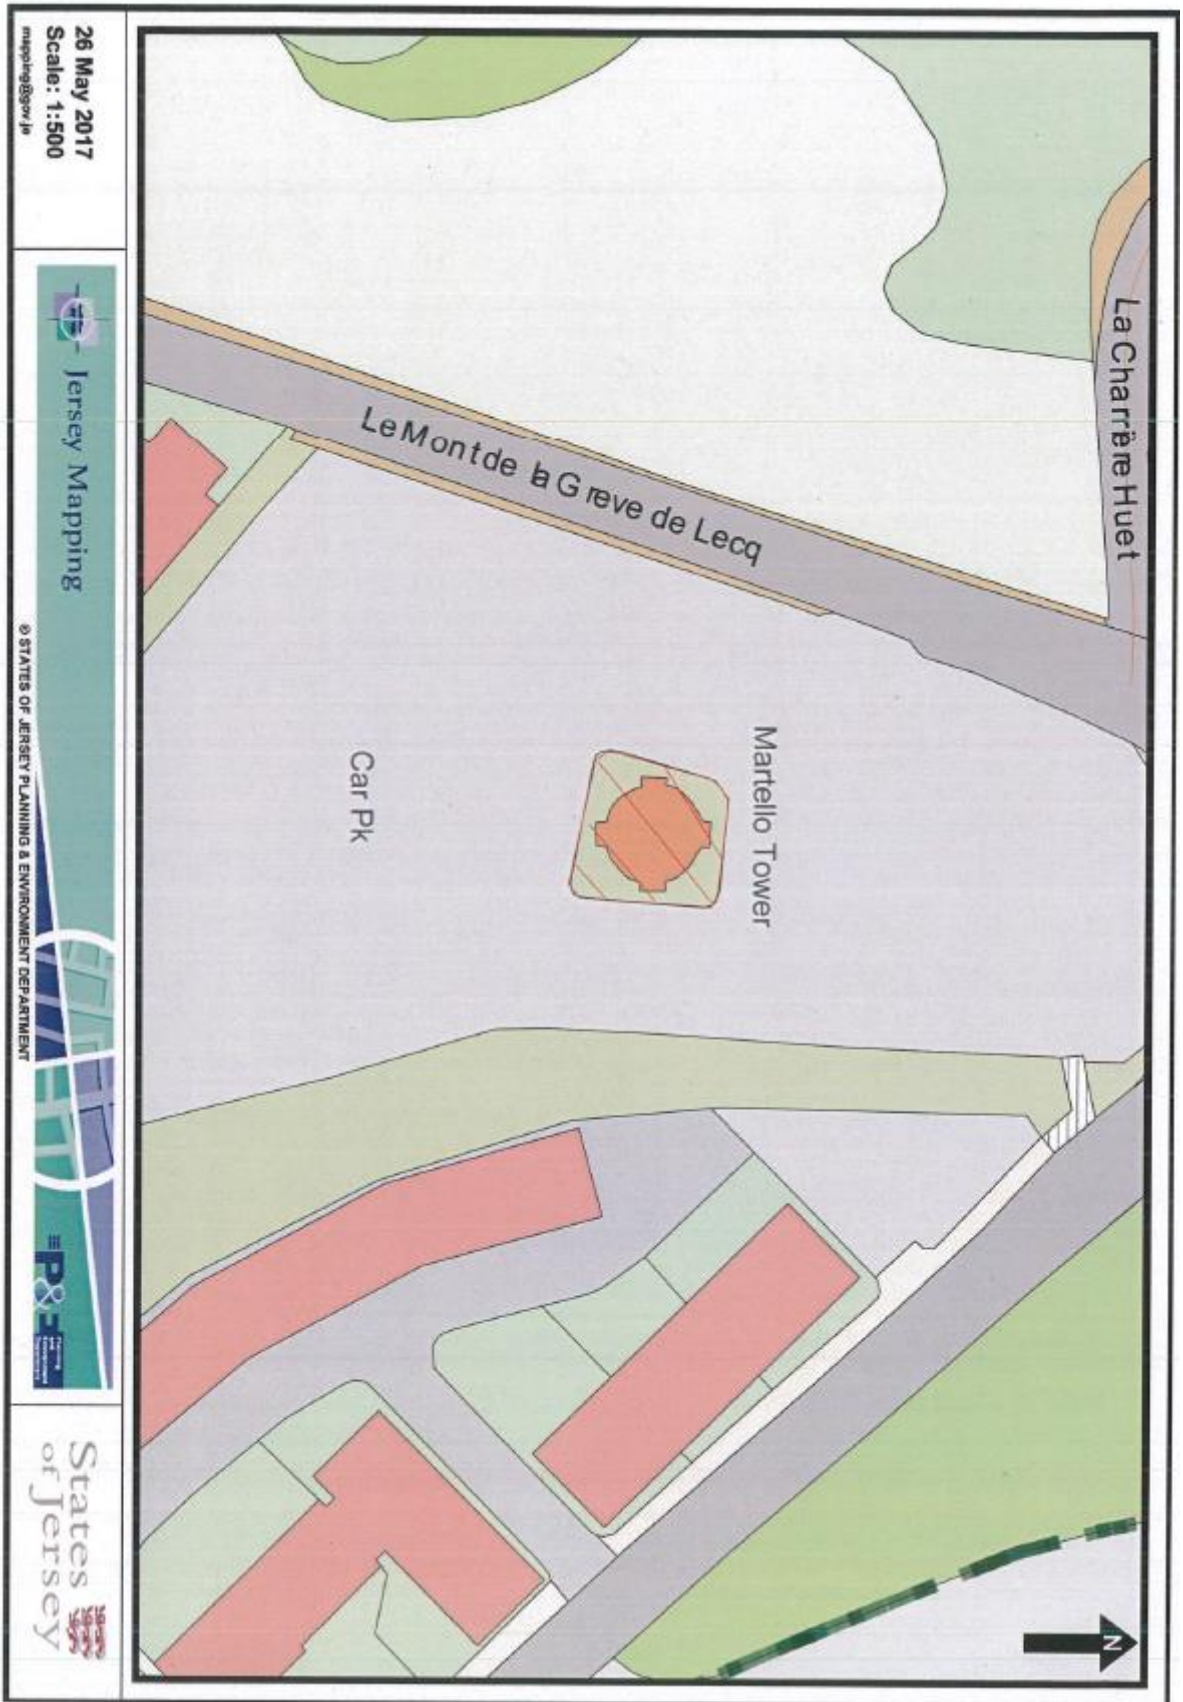 La Charrière Huet
Le Mont de la Greve de Lecq
Martello Tower
Car Pk
N
26 May 2017
Scale: 1:500
mapping@gov.je
Jersey Mapping
© STATES OF JERSEY PLANNING & ENVIRONMENT DEPARTMENT
P&E
States
of Jersey